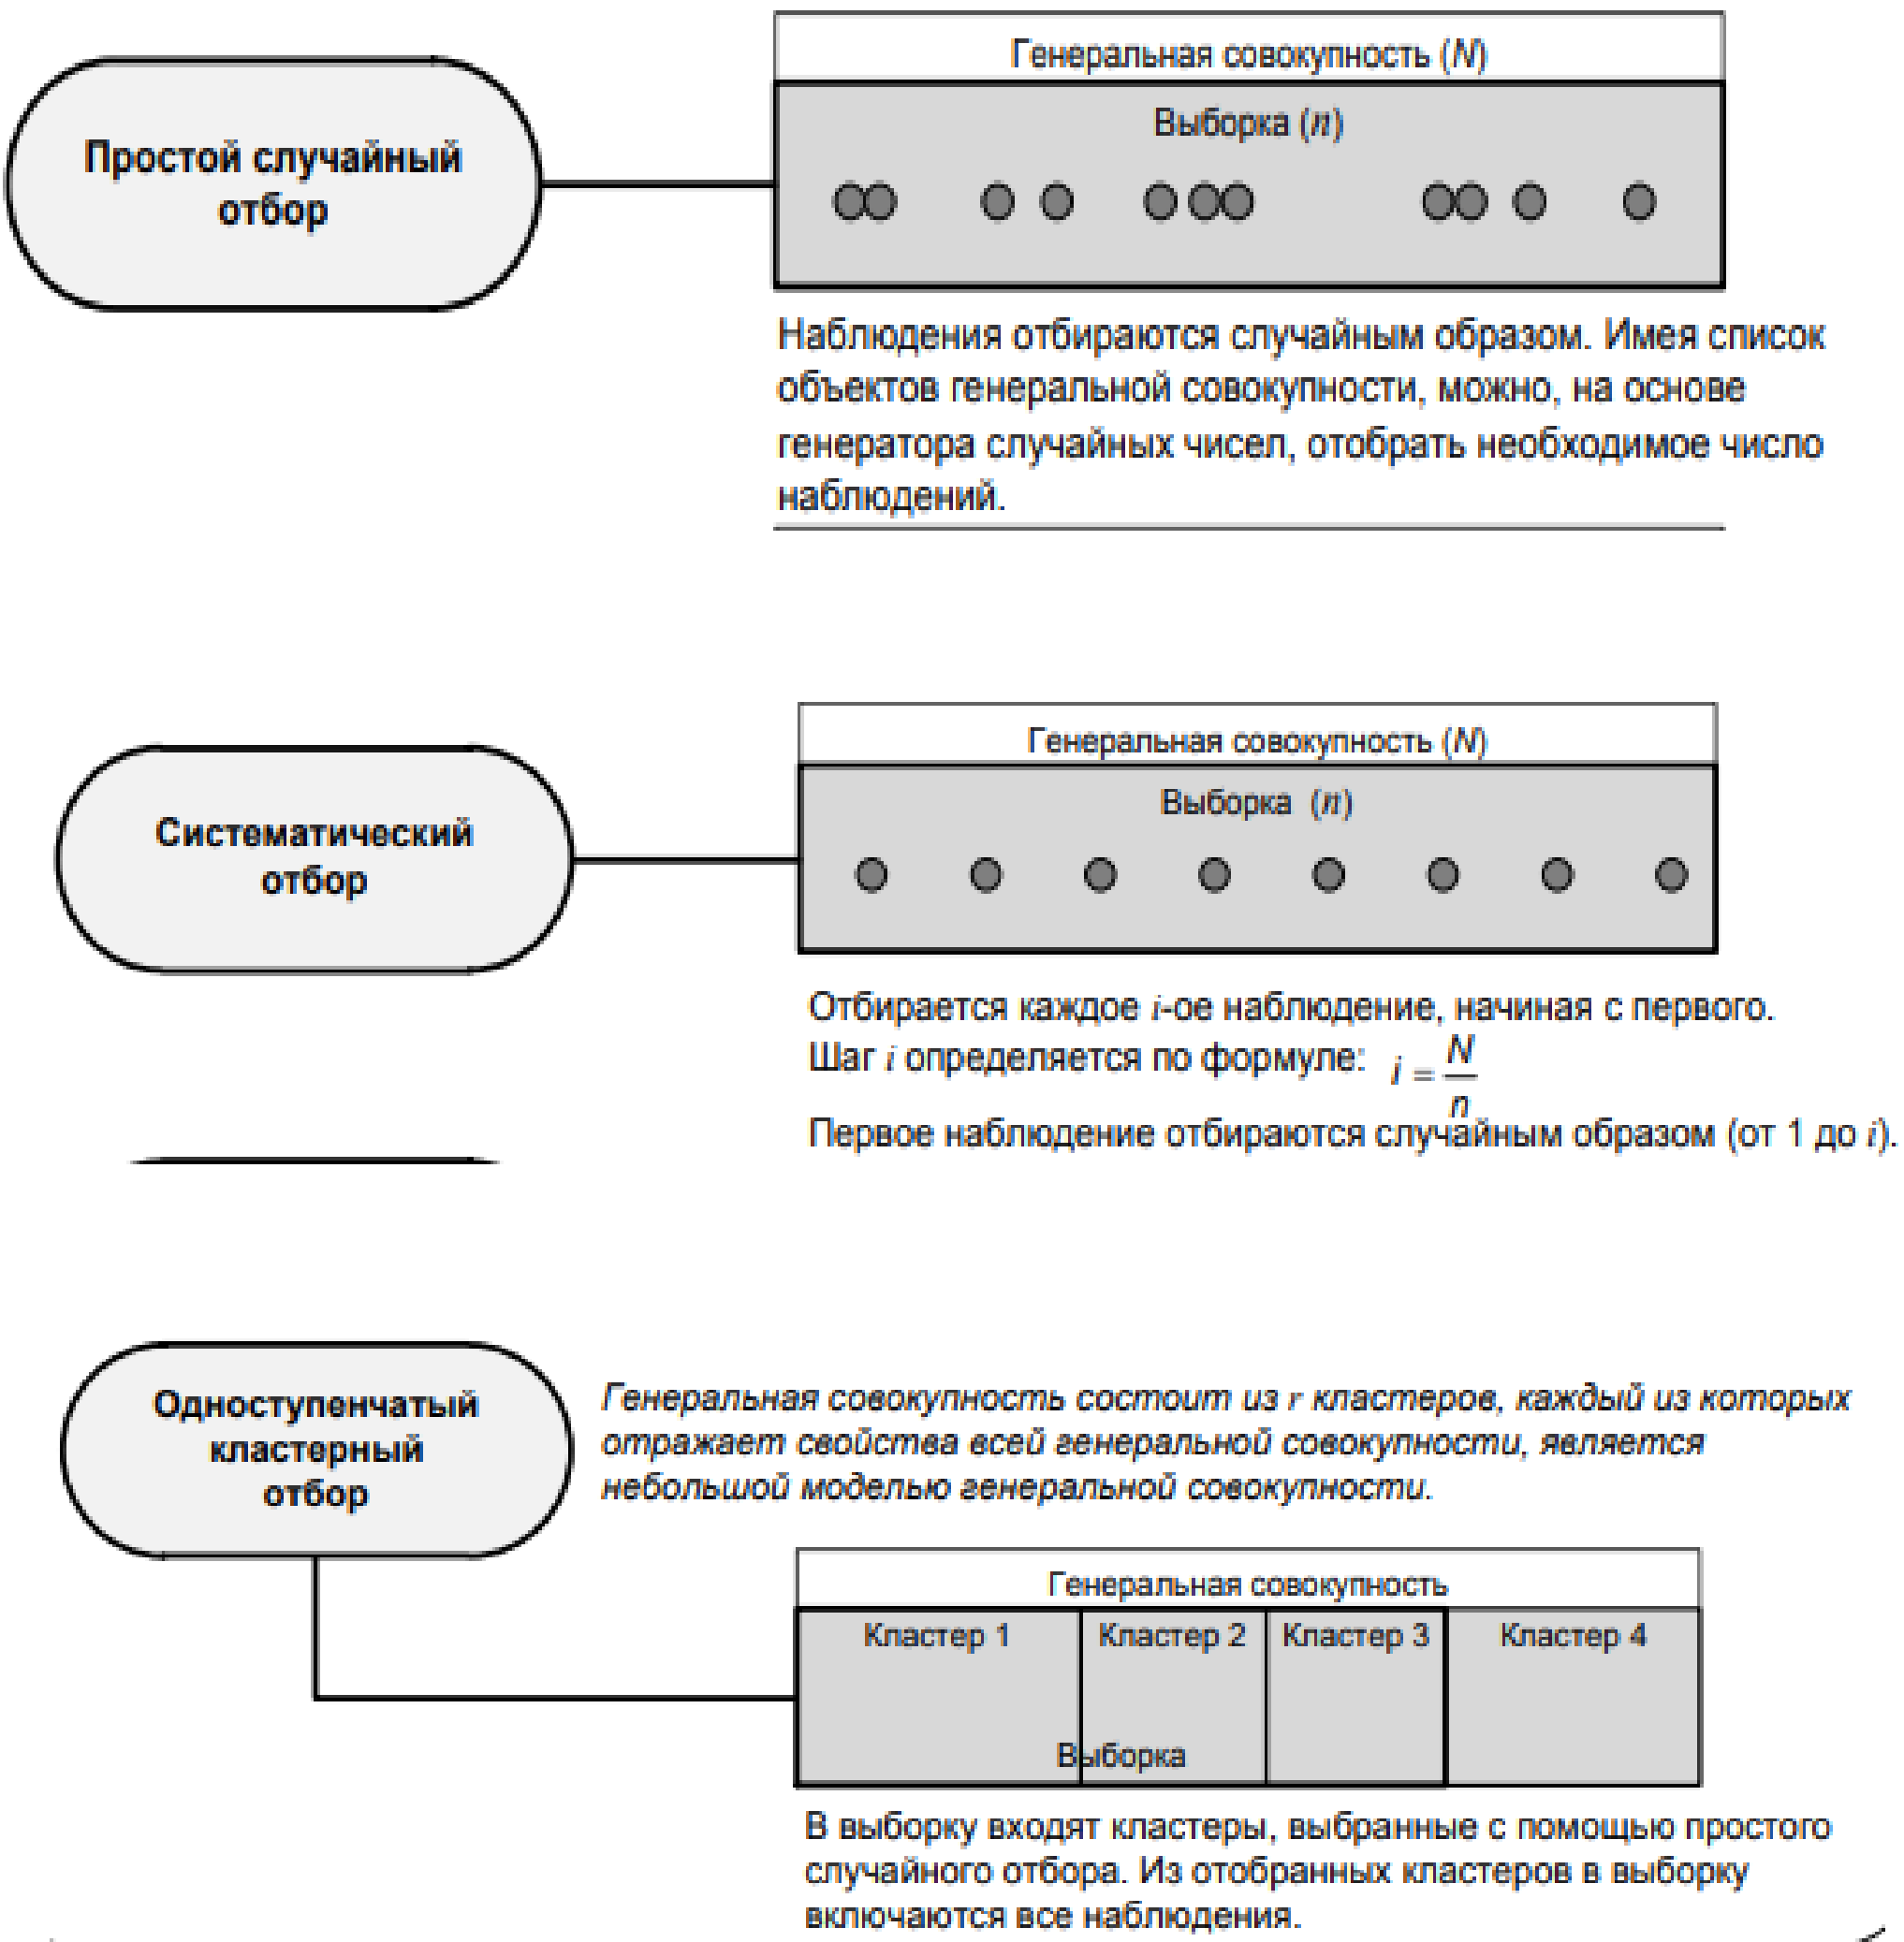 Простой случайный
отбор
Генеральная совокупность (N)
Выборка (n)
Наблюдения отбираются случайным образом. Имея список
объектов генеральной совокупности, можно, на основе
генератора случайных чисел, отобрать необходимое число
наблюдений.
Систематический
отбор
Генеральная совокупность (N)
Выборка (n)
Отбирается каждое i-ое наблюдение, начиная с первого.
Шаг i определяется по формуле: i = N/n
Первое наблюдение отбираются случайным образом (от 1 до i).
Одноступенчатый
кластерный
отбор
Генеральная совокупность состоит из r кластеров, каждый из которых
отражает свойства всей генеральной совокупности, является
небольшой моделью генеральной совокупности.
Генеральная совокупность
Кластер 1 Кластер 2 Кластер 3 Кластер 4
Выборка
В выборку входят кластеры, выбранные с помощью простого
случайного отбора. Из отобранных кластеров в выборку
включаются все наблюдения.